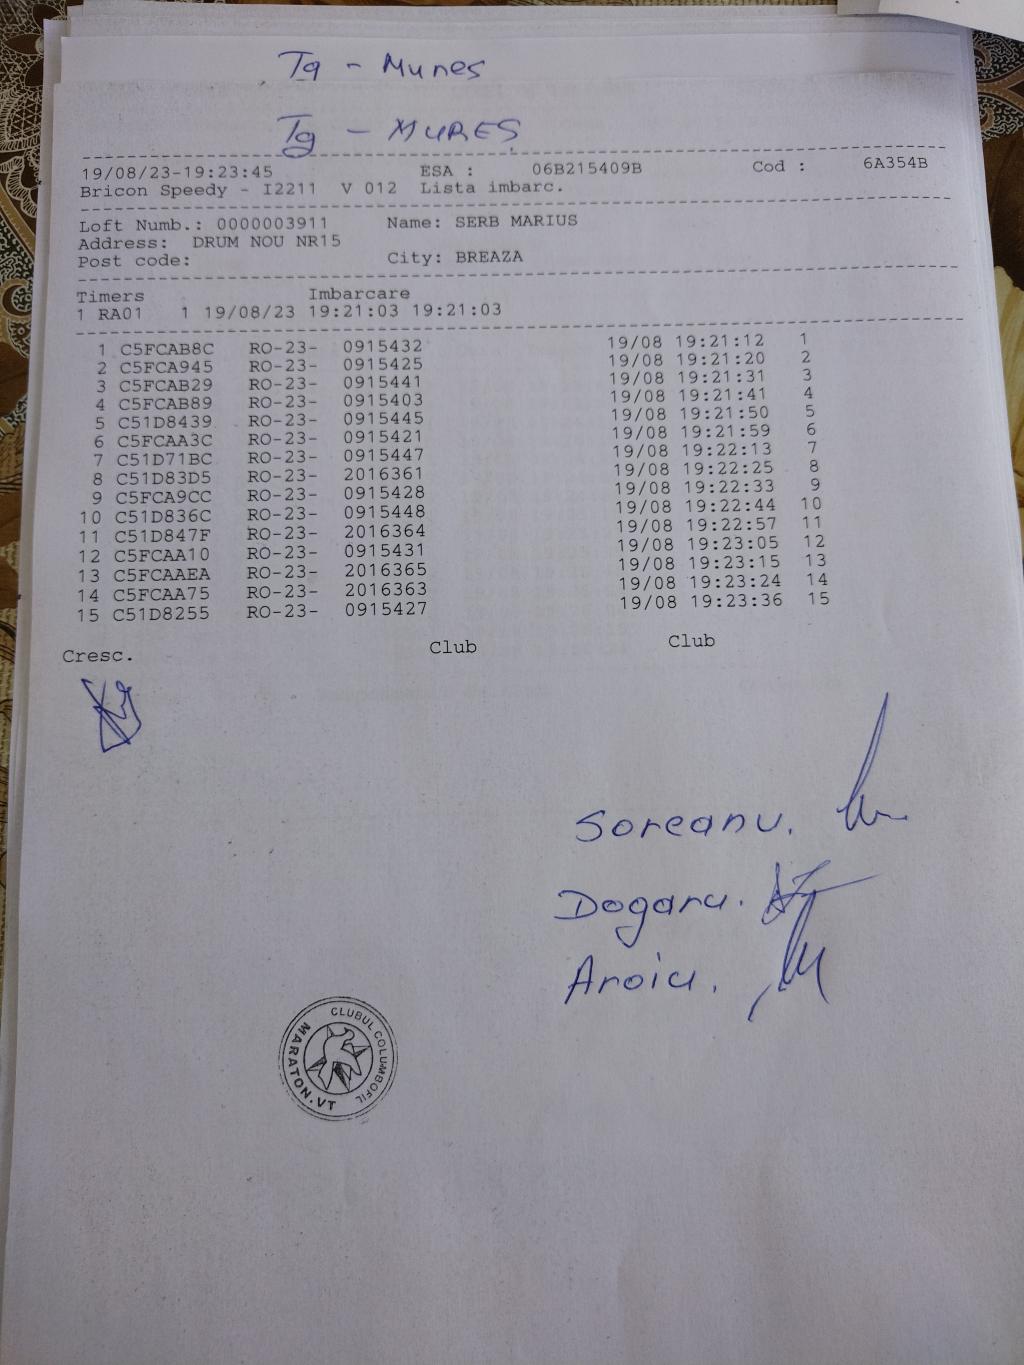 Tg - Mures
Tg - MURES
19/08/23-19:23:45 ESA : 06B215409B Cod : 6A354B
Bricon Speedy - I2211 V 012 Lista imbarc.
Loft Numb.: 0000003911 Name: SERB MARIUS
Address: DRUM NOU NR15
Post code: City: BREAZA
Timers Imbarcare
1 RA01 1 19/08/23 19:21:03 19:21:03
1 C5FCAB8C RO-23- 0915432 19/08 19:21:12 1
2 C5FCA945 RO-23- 0915425 19/08 19:21:20 2
3 C5FCAB29 RO-23- 0915441 19/08 19:21:31 3
4 C5FCAB89 RO-23- 0915403 19/08 19:21:41 4
5 C51D8439 RO-23- 0915445 19/08 19:21:50 5
6 C5FCAA3C RO-23- 0915421 19/08 19:21:59 6
7 C51D71BC RO-23- 0915447 19/08 19:22:13 7
8 C51D83D5 RO-23- 2016361 19/08 19:22:25 8
9 C5FCA9CC RO-23- 0915428 19/08 19:22:33 9
10 C51D836C RO-23- 0915448 19/08 19:22:44 10
11 C51D847F RO-23- 2016364 19/08 19:22:57 11
12 C5FCAA10 RO-23- 0915431 19/08 19:23:05 12
13 C5FCAAEA RO-23- 2016365 19/08 19:23:15 13
14 C5FCAA75 RO-23- 2016363 19/08 19:23:24 14
15 C51D8255 RO-23- 0915427 19/08 19:23:36 15
Cresc. Club Club
Soreanu.
Dogaru.
Aroiu.
CLUBUL COLUMBOFIL
MARATON.VT